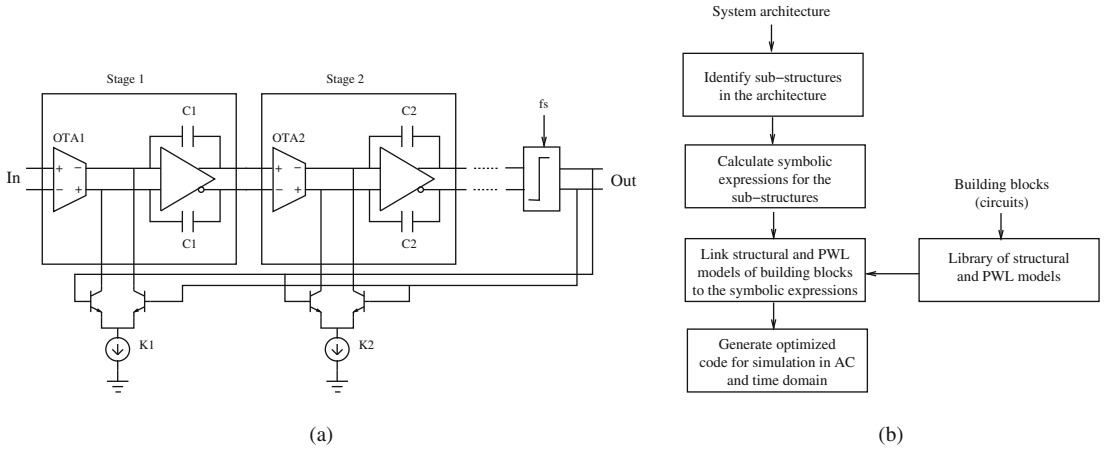 Stage 1
Stage 2
C1
C2
fs
OTA1
OTA2
In
+ −
− +
+ −
− +
Out
C1
C2
K1
K2
(a)
System architecture
Identify sub−structures
in the architecture
Calculate symbolic
expressions for the
sub−structures
Building blocks
(circuits)
Link structural and PWL
models of building blocks
to the symbolic expressions
Library of structural
and PWL models
Generate optimized
code for simulation in AC
and time domain
(b)